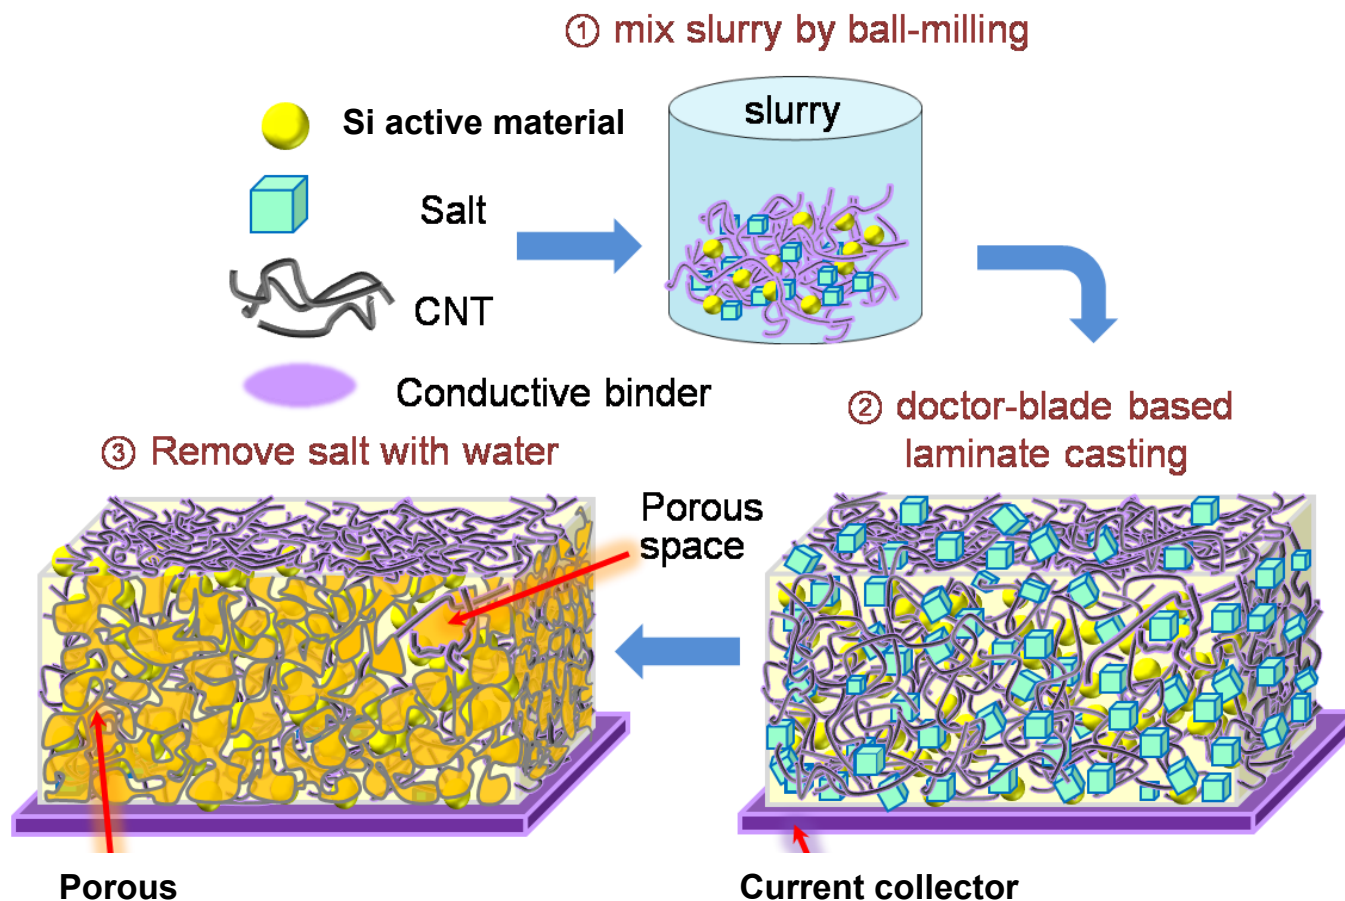 ① mix slurry by ball-milling
slurry
Si active material
Salt
CNT
Conductive binder
② doctor-blade based
laminate casting
③ Remove salt with water
Porous
space
Porous
Current collector